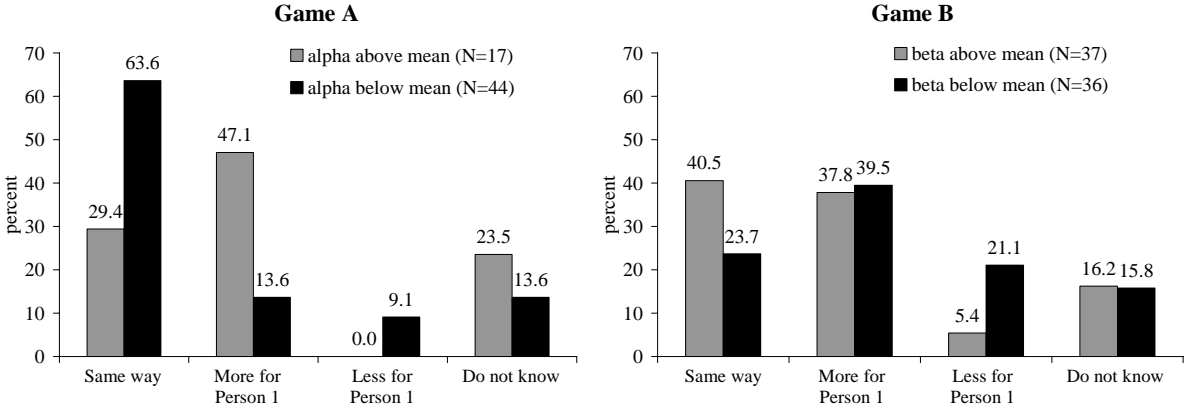 Game A
alpha above mean (N=17)
alpha below mean (N=44)
percent
70
60
50
40
30
20
10
0
29.4
63.6
47.1
13.6
0.0
9.1
23.5
13.6
Same way
More for
Person 1
Less for
Person 1
Do not know
Game B
beta above mean (N=37)
beta below mean (N=36)
percent
70
60
50
40
30
20
10
0
40.5
23.7
37.8
39.5
5.4
21.1
16.2
15.8
Same way
More for
Person 1
Less for
Person 1
Do not know